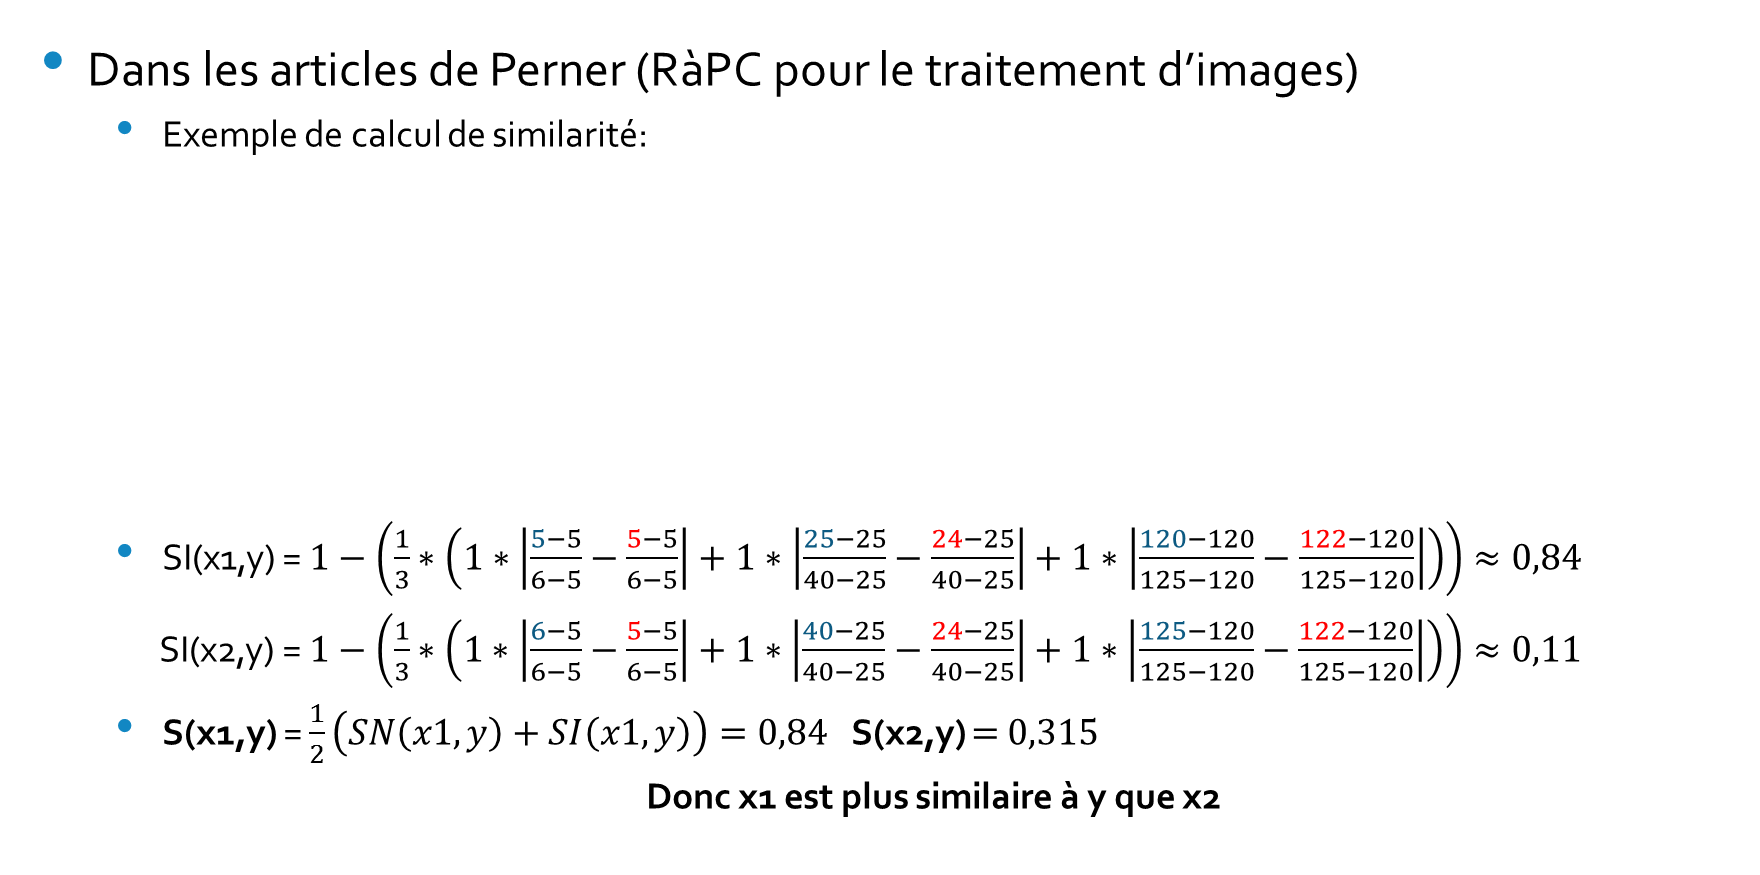 • Dans les articles de Perner (RàPC pour le traitement d’images)
• Exemple de calcul de similarité:
• SI(x1,y) = 1 − (1/3 ∗ (1 ∗ |5−5/6−5 − 5−5/6−5| + 1 ∗ |25−25/40−25 − 24−25/40−25| + 1 ∗ |120−120/125−120 − 122−120/125−120|)) ≈ 0,84
SI(x2,y) = 1 − (1/3 ∗ (1 ∗ |6−5/6−5 − 5−5/6−5| + 1 ∗ |40−25/40−25 − 24−25/40−25| + 1 ∗ |125−120/125−120 − 122−120/125−120|)) ≈ 0,11
• S(x1,y) = 1/2 (SN(x1, y) + SI(x1, y)) = 0,84 S(x2,y) = 0,315
Donc x1 est plus similaire à y que x2